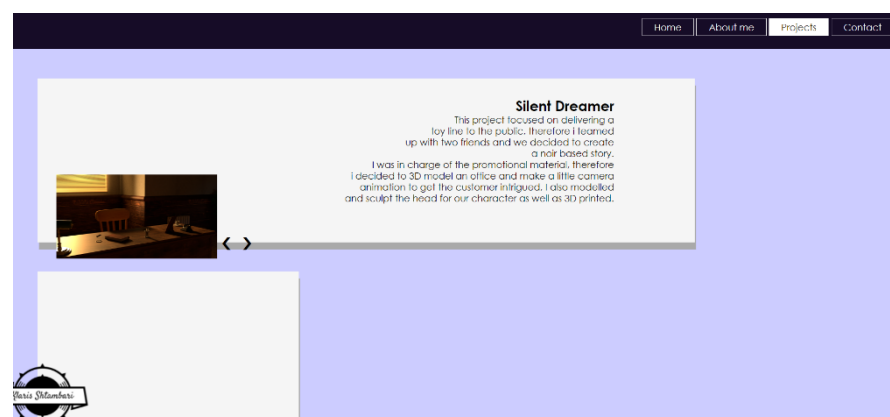 Home
About me
Projects
Contact
Silent Dreamer
This project focused on delivering a
toy line to the public, therefore i teamed
up with two friends and we decided to create
a noir based story.
I was in charge of the promotional material, therefore
i decided to 3D model an office and make a little camera
animation to get the customer intrigued. I also modelled
and sculpt the head for our character as well as 3D printed.
Shtambari